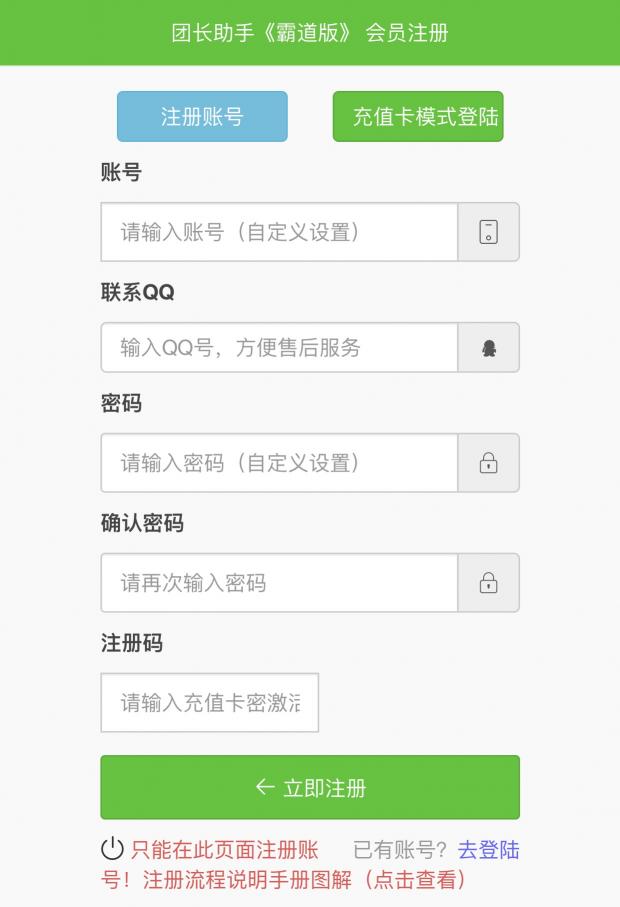 团长助手《霸道版》 会员注册
注册账号
充值卡模式登陆
账号
请输入账号（自定义设置）
联系QQ
输入QQ号，方便售后服务
密码
请输入密码（自定义设置）
确认密码
请再次输入密码
注册码
请输入充值卡密激活
立即注册
只能在此页面注册账 已有账号？去登陆
号！注册流程说明手册图解（点击查看）